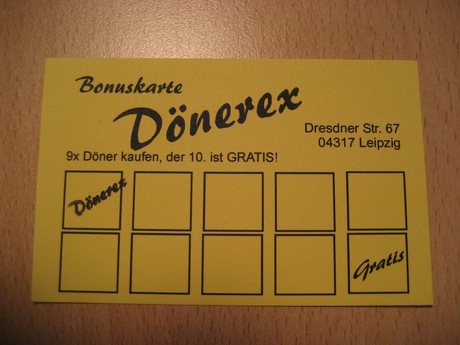 Bonuskarte
Dönerex
Dresdner Str. 67
04317 Leipzig
9x Döner kaufen, der 10. ist GRATIS!
Dönerex
Gratis